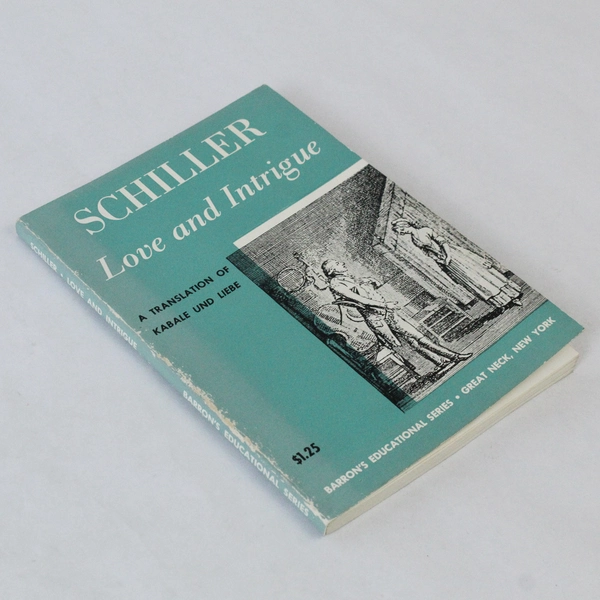 SCHILLER
Love and Intrigue
A TRANSLATION OF
KABALE UND LIEBE
$1.25
BARRON'S EDUCATIONAL SERIES • GREAT NECK, NEW YORK
SCHILLER • LOVE AND INTRIGUE
BARRON'S EDUCATIONAL SERIES